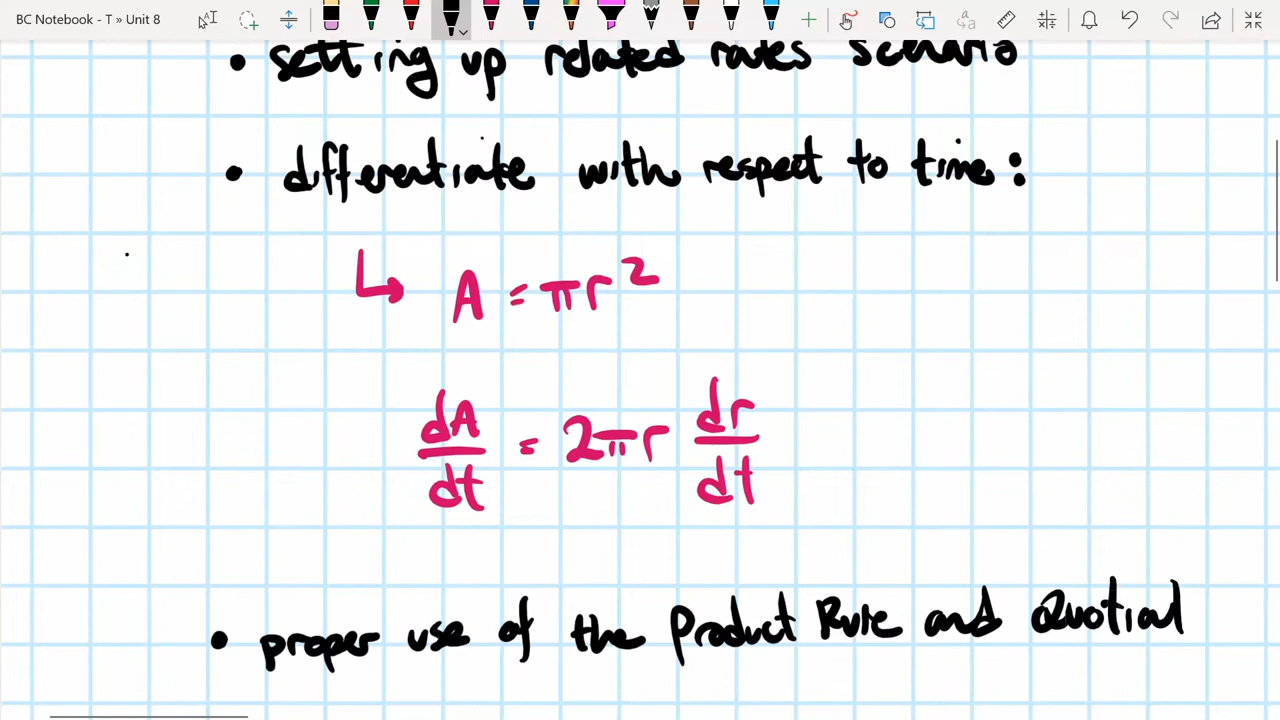 BC Notebook - T » Unit 8
• setting up related rates scenario
• differentiate with respect to time:
↳ A = πr²
dA/dt = 2πr dr/dt
• proper use of the Product Rule and